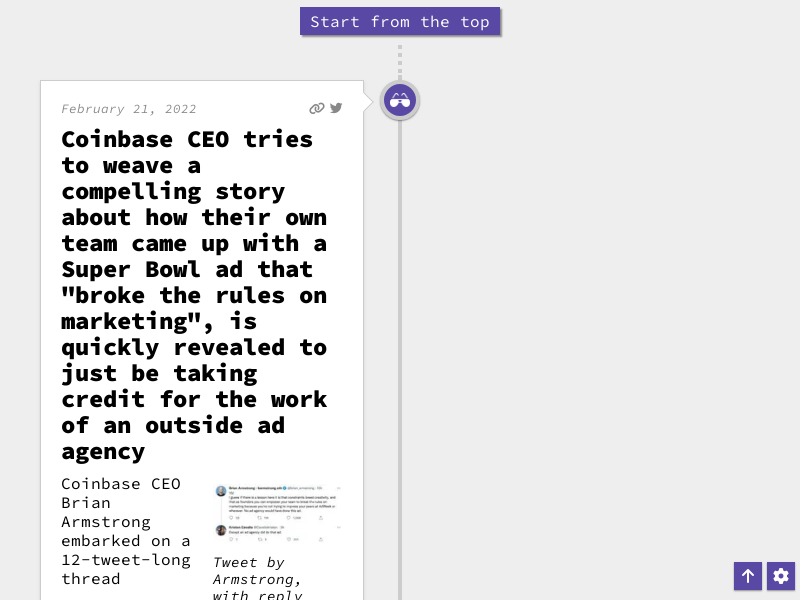 Start from the top
February 21, 2022
Coinbase CEO tries
to weave a
compelling story
about how their own
team came up with a
Super Bowl ad that
"broke the rules on
marketing", is
quickly revealed to
just be taking
credit for the work
of an outside ad
agency
Coinbase CEO
Brian
Armstrong
embarked on a
12-tweet-long
thread
Tweet by
Armstrong,
with reply